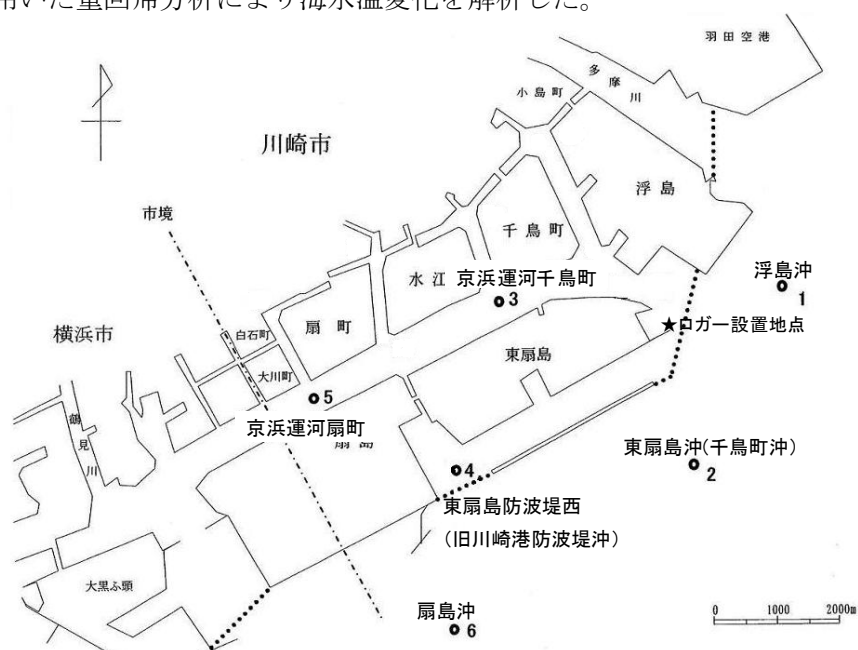 用いた重回帰分析により海水温変化を解析した。
羽田空港
多摩川
小島町
川崎市
浮島
市境
千鳥町
浮島沖
1
水江
京浜運河千鳥町
3
★ロガー設置地点
横浜市
白石町
扇町
東扇島
大川町
5
鶴見川
京浜運河扇町
扇島
東扇島沖(千鳥町沖)
2
4
東扇島防波堤西
(旧川崎港防波堤沖)
大黒ふ頭
扇島沖
6
0 1000 2000m